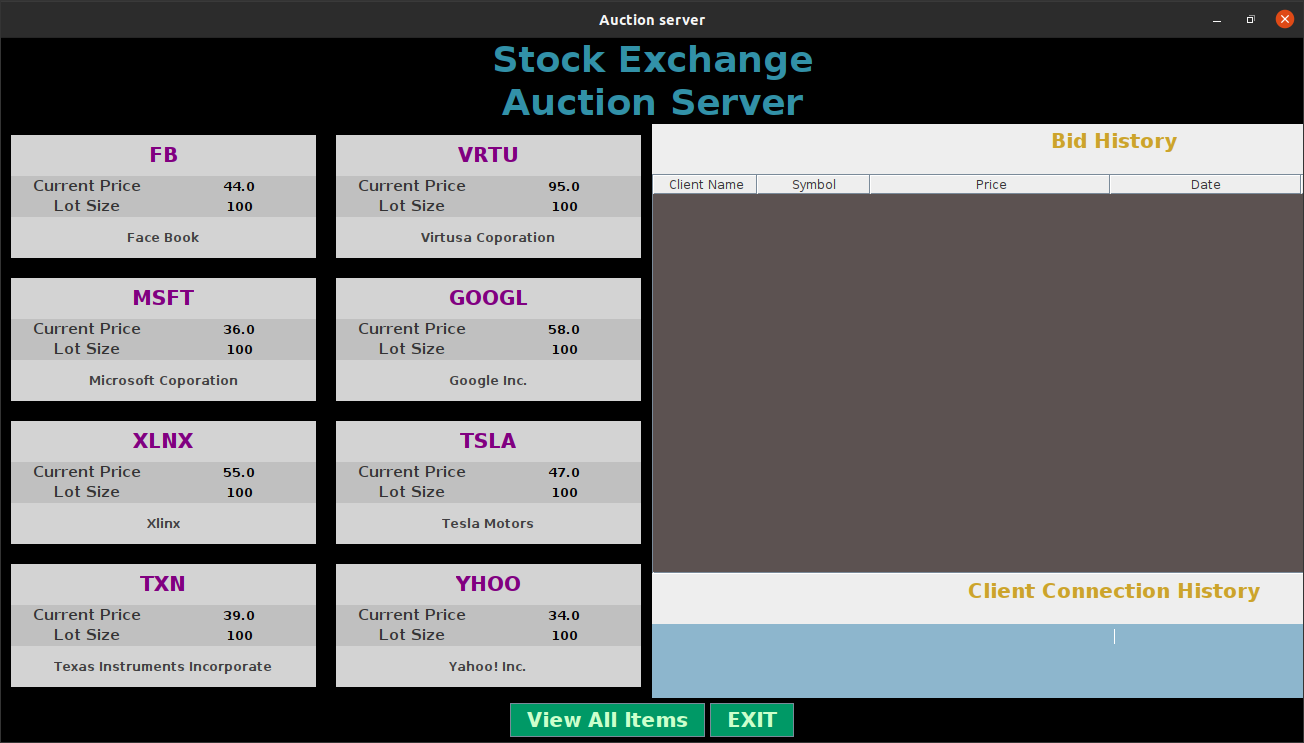 Auction server
Stock Exchange
Auction Server
FB
Current Price 44.0
Lot Size 100
Face Book
VRTU
Current Price 95.0
Lot Size 100
Virtusa Coporation
MSFT
Current Price 36.0
Lot Size 100
Microsoft Coporation
GOOGL
Current Price 58.0
Lot Size 100
Google Inc.
XLNX
Current Price 55.0
Lot Size 100
Xlinx
TSLA
Current Price 47.0
Lot Size 100
Tesla Motors
TXN
Current Price 39.0
Lot Size 100
Texas Instruments Incorporate
YHOO
Current Price 34.0
Lot Size 100
Yahoo! Inc.
Bid History
Client Name Symbol Price Date
Client Connection History
View All Items EXIT